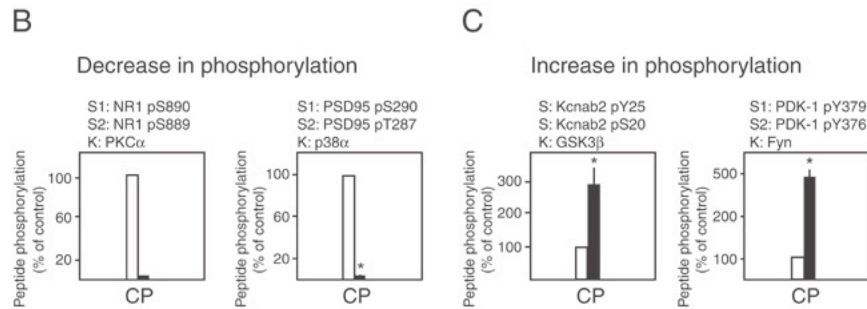 B
Decrease in phosphorylation
S1: NR1 pS890
S2: NR1 pS889
K: PKCα
Peptide phosphorylation
(% of control)
100
60
20
CP
S1: PSD95 pS290
S2: PSD95 pT287
K: p38α
Peptide phosphorylation
(% of control)
100
60
20
*
CP
C
Increase in phosphorylation
S: Kcnab2 pY25
S: Kcnab2 pS20
K: GSK3β
Peptide phosphorylation
(% of control)
300
200
100
*
CP
S1: PDK-1 pY379
S2: PDK-1 pY376
K: Fyn
Peptide phosphorylation
(% of control)
500
200
100
*
CP